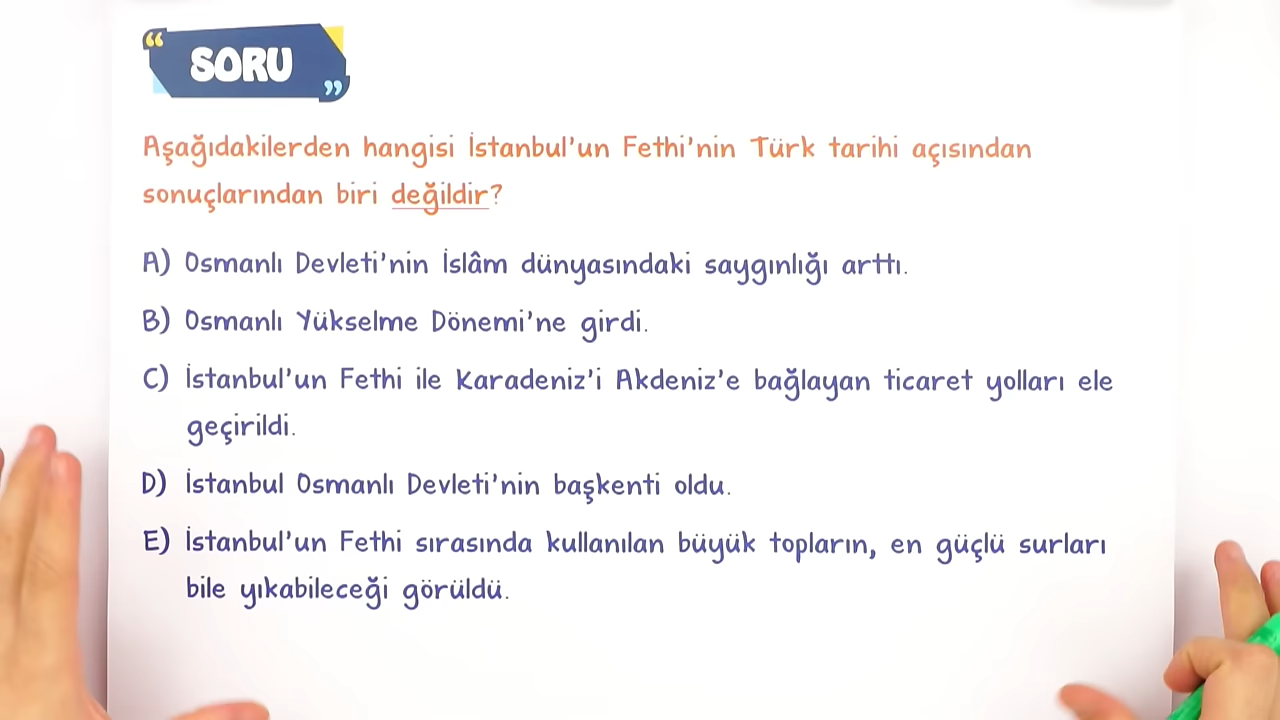 SORU
Aşağıdakilerden hangisi İstanbul'un Fethi'nin Türk tarihi açısından
sonuçlarından biri değildir?
A) Osmanlı Devleti'nin İslâm dünyasındaki saygınlığı arttı.
B) Osmanlı Yükselme Dönemi'ne girdi.
C) İstanbul'un Fethi ile Karadeniz'i Akdeniz'e bağlayan ticaret yolları ele
geçirildi.
D) İstanbul Osmanlı Devleti'nin başkenti oldu.
E) İstanbul'un Fethi sırasında kullanılan büyük topların, en güçlü surları
bile yıkabileceği görüldü.